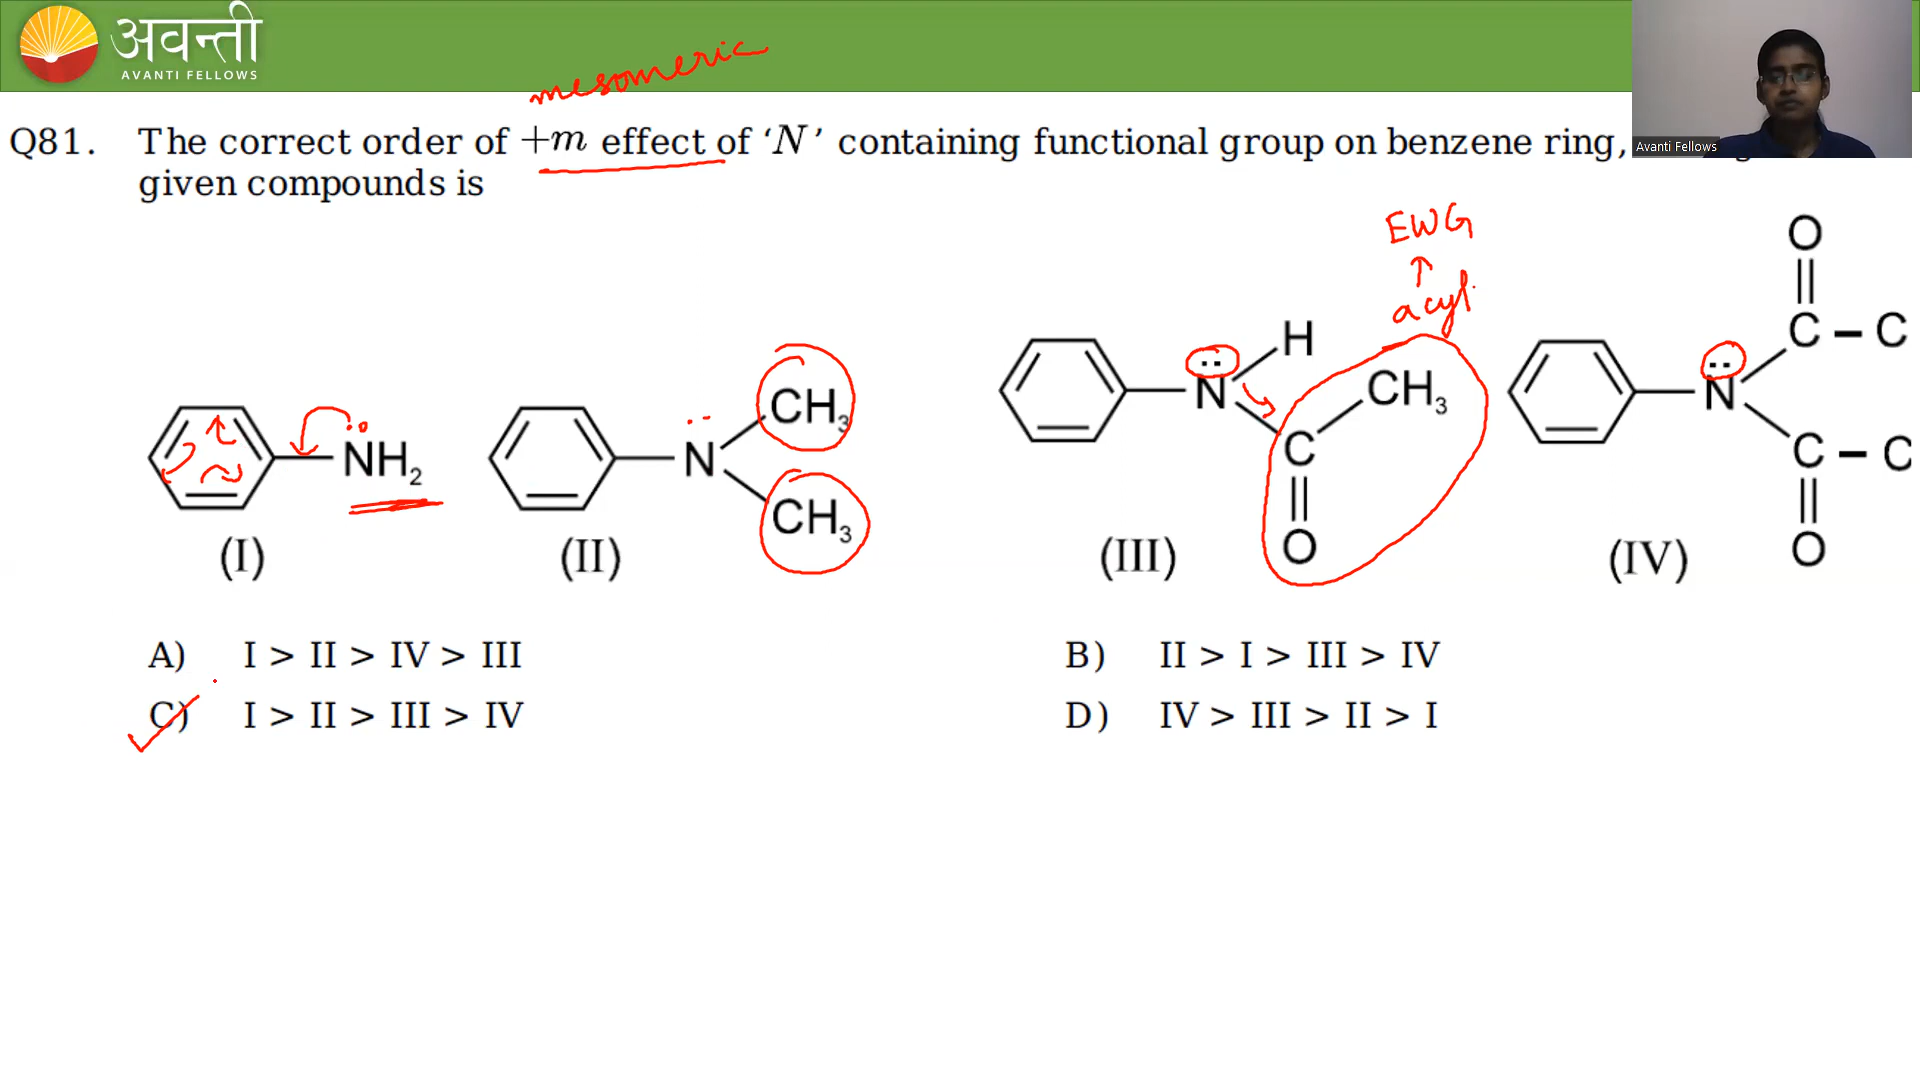 अवन्ती
AVANTI FELLOWS
mesomeric
Avanti Fellows
Q81. The correct order of +m effect of ‘N’ containing functional group on benzene ring,
given compounds is
EWG
↑
acyl
O
C – C
H
N
CH₃
C
O
N
C – C
O
NH₂
N
CH₃
CH₃
(I) (II) (III) (IV)
A) I > II > IV > III B) II > I > III > IV
C) I > II > III > IV D) IV > III > II > I